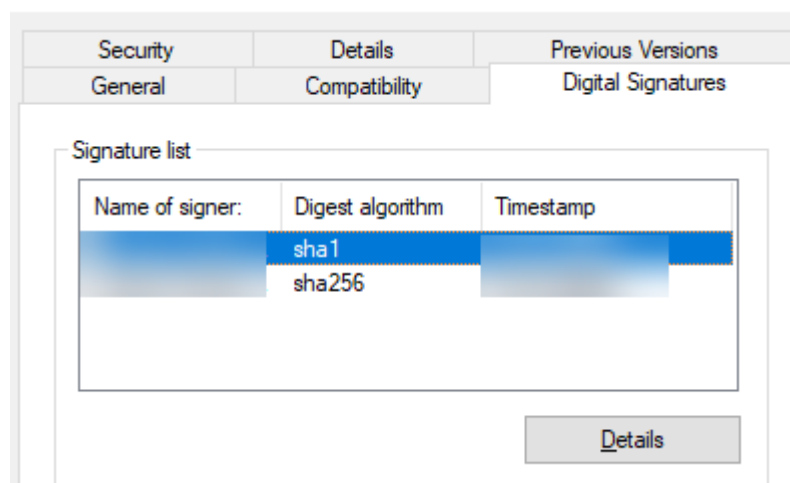 Security Details Previous Versions
General Compatibility Digital Signatures
Signature list
Name of signer: Digest algorithm Timestamp
sha1
sha256
Details